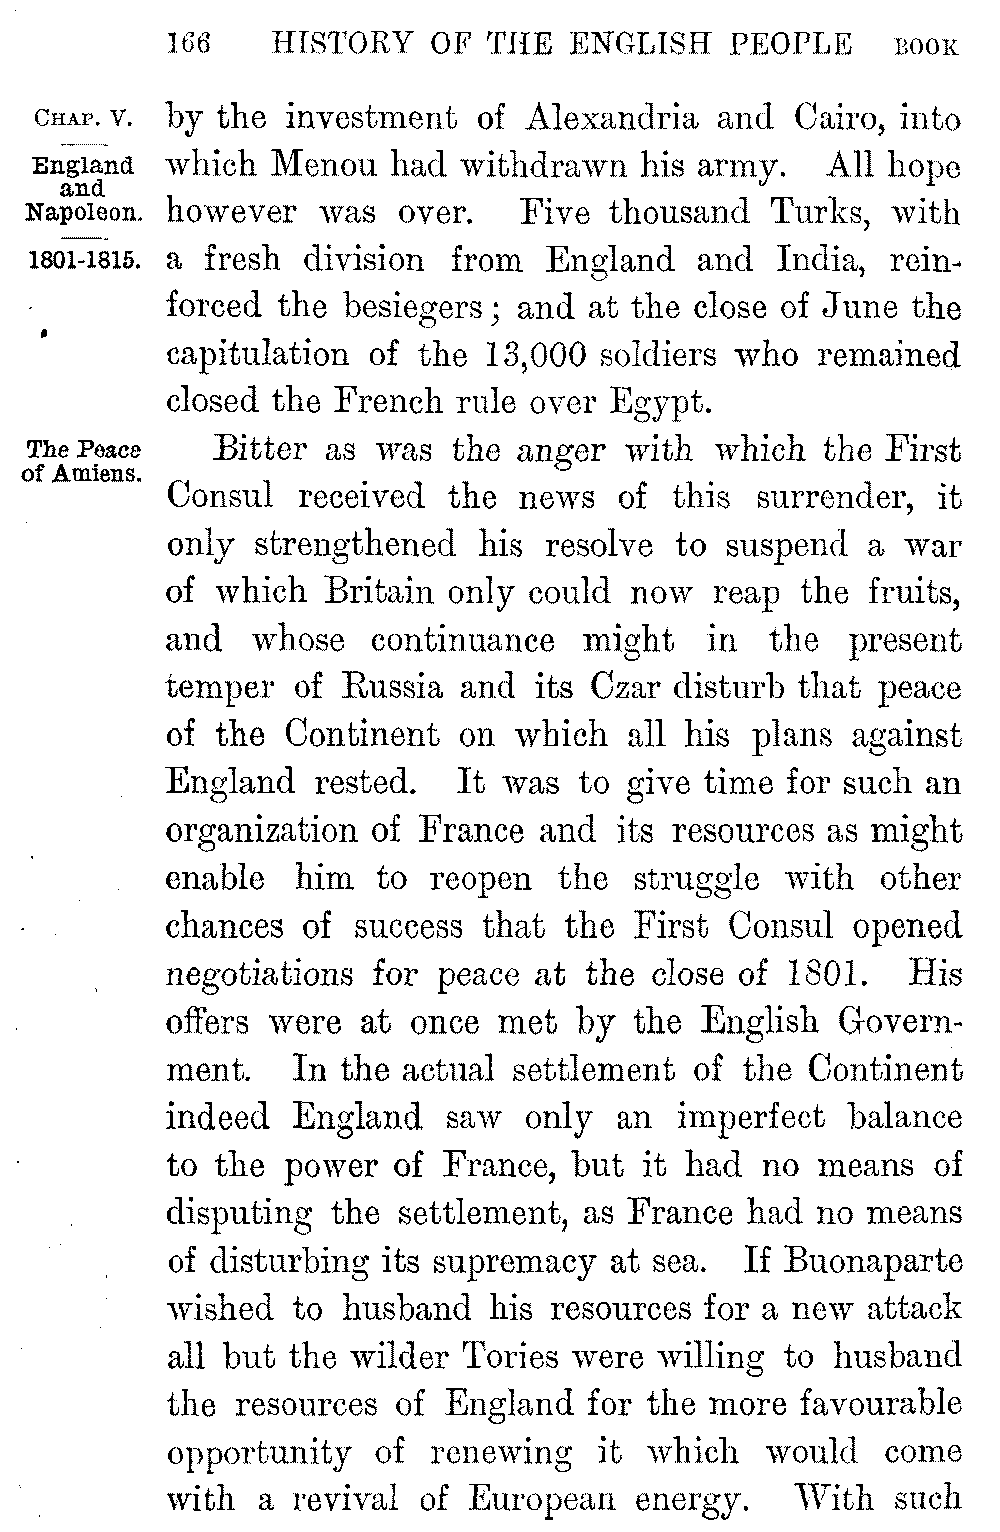 166 HISTORY OF THE ENGLISH PEOPLE BOOK
CHAP. V.
England
and
Napoleon.
1801-1815.
by the investment of Alexandria and Cairo, into
which Menou had withdrawn his army. All hope
however was over. Five thousand Turks, with
a fresh division from England and India, rein-
forced the besiegers; and at the close of June the
capitulation of the 13,000 soldiers who remained
closed the French rule over Egypt.
The Peace
of Amiens.
Bitter as was the anger with which the First
Consul received the news of this surrender, it
only strengthened his resolve to suspend a war
of which Britain only could now reap the fruits,
and whose continuance might in the present
temper of Russia and its Czar disturb that peace
of the Continent on which all his plans against
England rested. It was to give time for such an
organization of France and its resources as might
enable him to reopen the struggle with other
chances of success that the First Consul opened
negotiations for peace at the close of 1801. His
offers were at once met by the English Govern-
ment. In the actual settlement of the Continent
indeed England saw only an imperfect balance
to the power of France, but it had no means of
disputing the settlement, as France had no means
of disturbing its supremacy at sea. If Buonaparte
wished to husband his resources for a new attack
all but the wilder Tories were willing to husband
the resources of England for the more favourable
opportunity of renewing it which would come
with a revival of European energy. With such